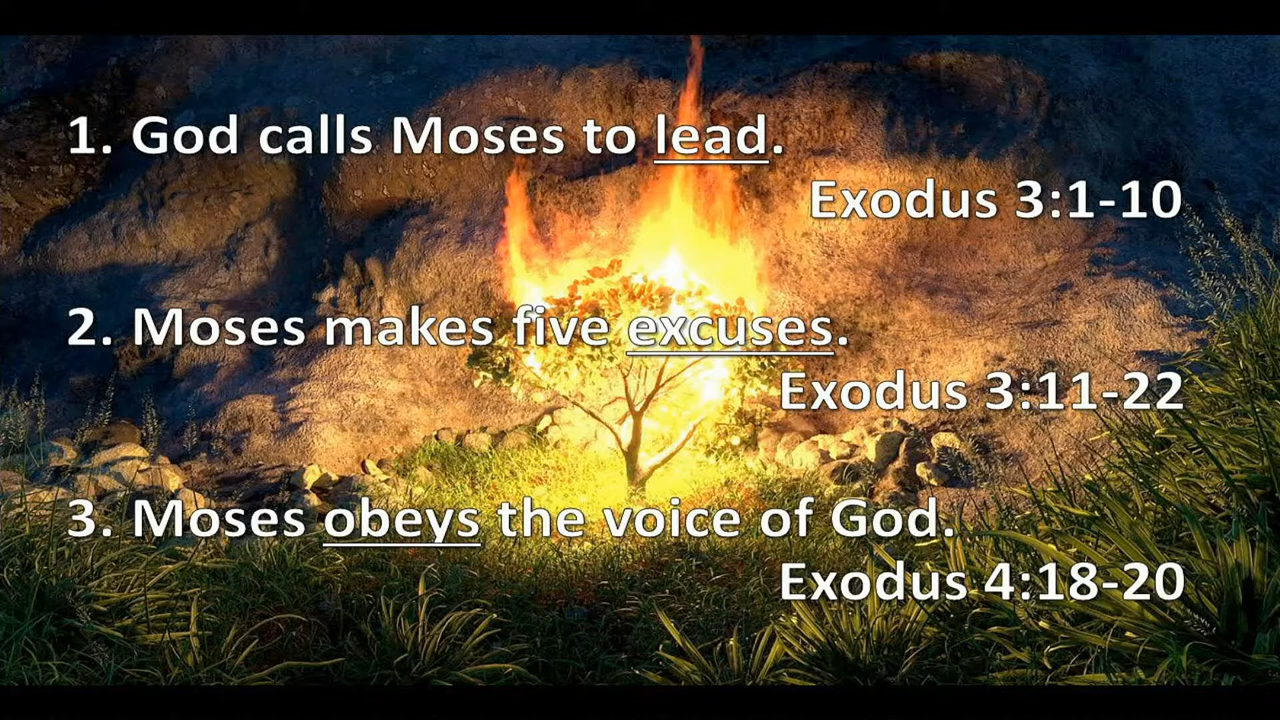 1. God calls Moses to lead.
Exodus 3:1-10
2. Moses makes five excuses.
Exodus 3:11-22
3. Moses obeys the voice of God.
Exodus 4:18-20